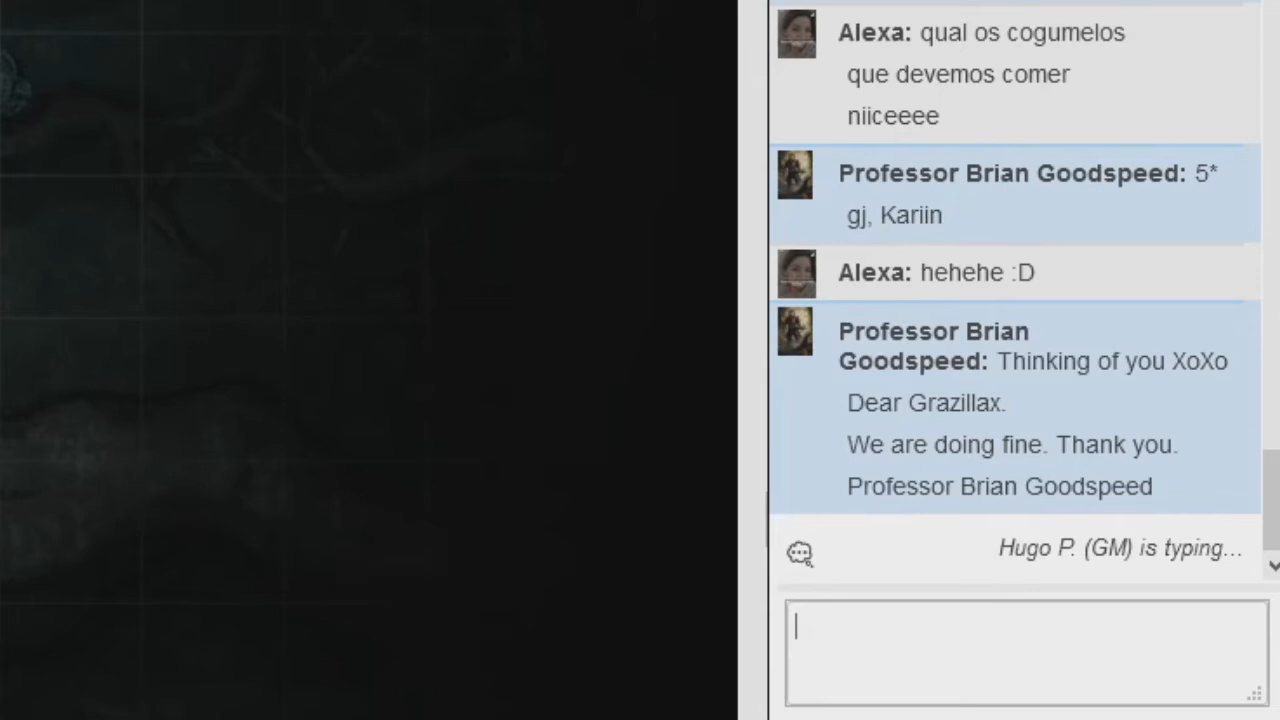 Alexa: qual os cogumelos
que devemos comer
niiceeee
Professor Brian Goodspeed: 5*
gj, Kariin
Alexa: hehehe :D
Professor Brian
Goodspeed: Thinking of you XoXo
Dear Grazillax.
We are doing fine. Thank you.
Professor Brian Goodspeed
Hugo P. (GM) is typing...